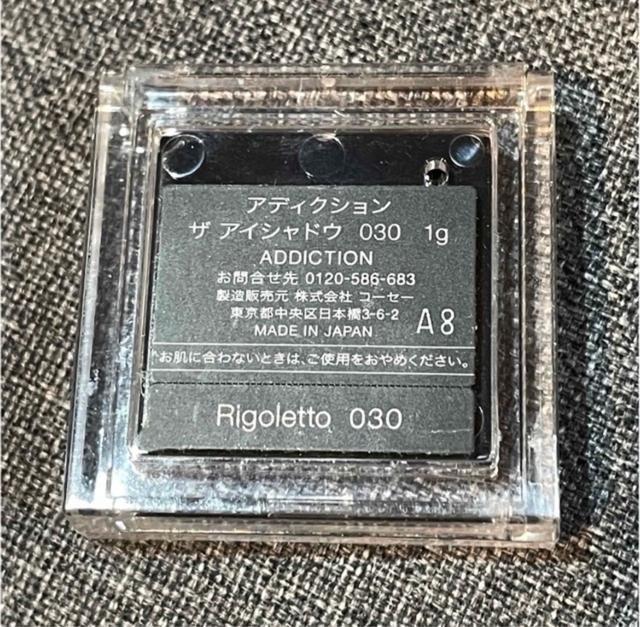 アディクション
ザ アイシャドウ 030 1g
ADDICTION
お問合せ先 0120-586-683
製造販売元 株式会社 コーセー
東京都中央区日本橋3-6-2
MADE IN JAPAN A8
お肌に合わないときは、ご使用をおやめください。
Rigoletto 030